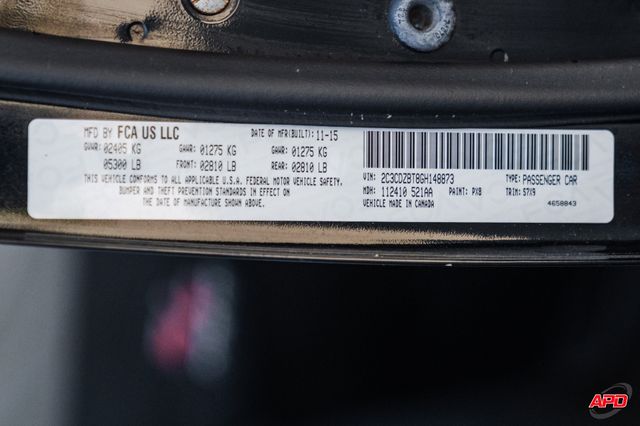 MFD BY FCA US LLC DATE OF MFR(BUILT): 11-15
GVWR: 02405 KG GAWR: 01275 KG GAWR: 01275 KG
05300 LB FRONT: 02810 LB REAR: 02810 LB
THIS VEHICLE CONFORMS TO ALL APPLICABLE U.S.A. FEDERAL MOTOR VEHICLE SAFETY,
BUMPER AND THEFT PREVENTION STANDARDS IN EFFECT ON
THE DATE OF MANUFACTURE SHOWN ABOVE.
VIN: 2C3CDZBT8GH148873 TYPE: PASSENGER CAR
MDH: 112410 521AA PAINT: PX8 TRIM: S7X9
VEHICLE MADE IN CANADA 4658843
APD